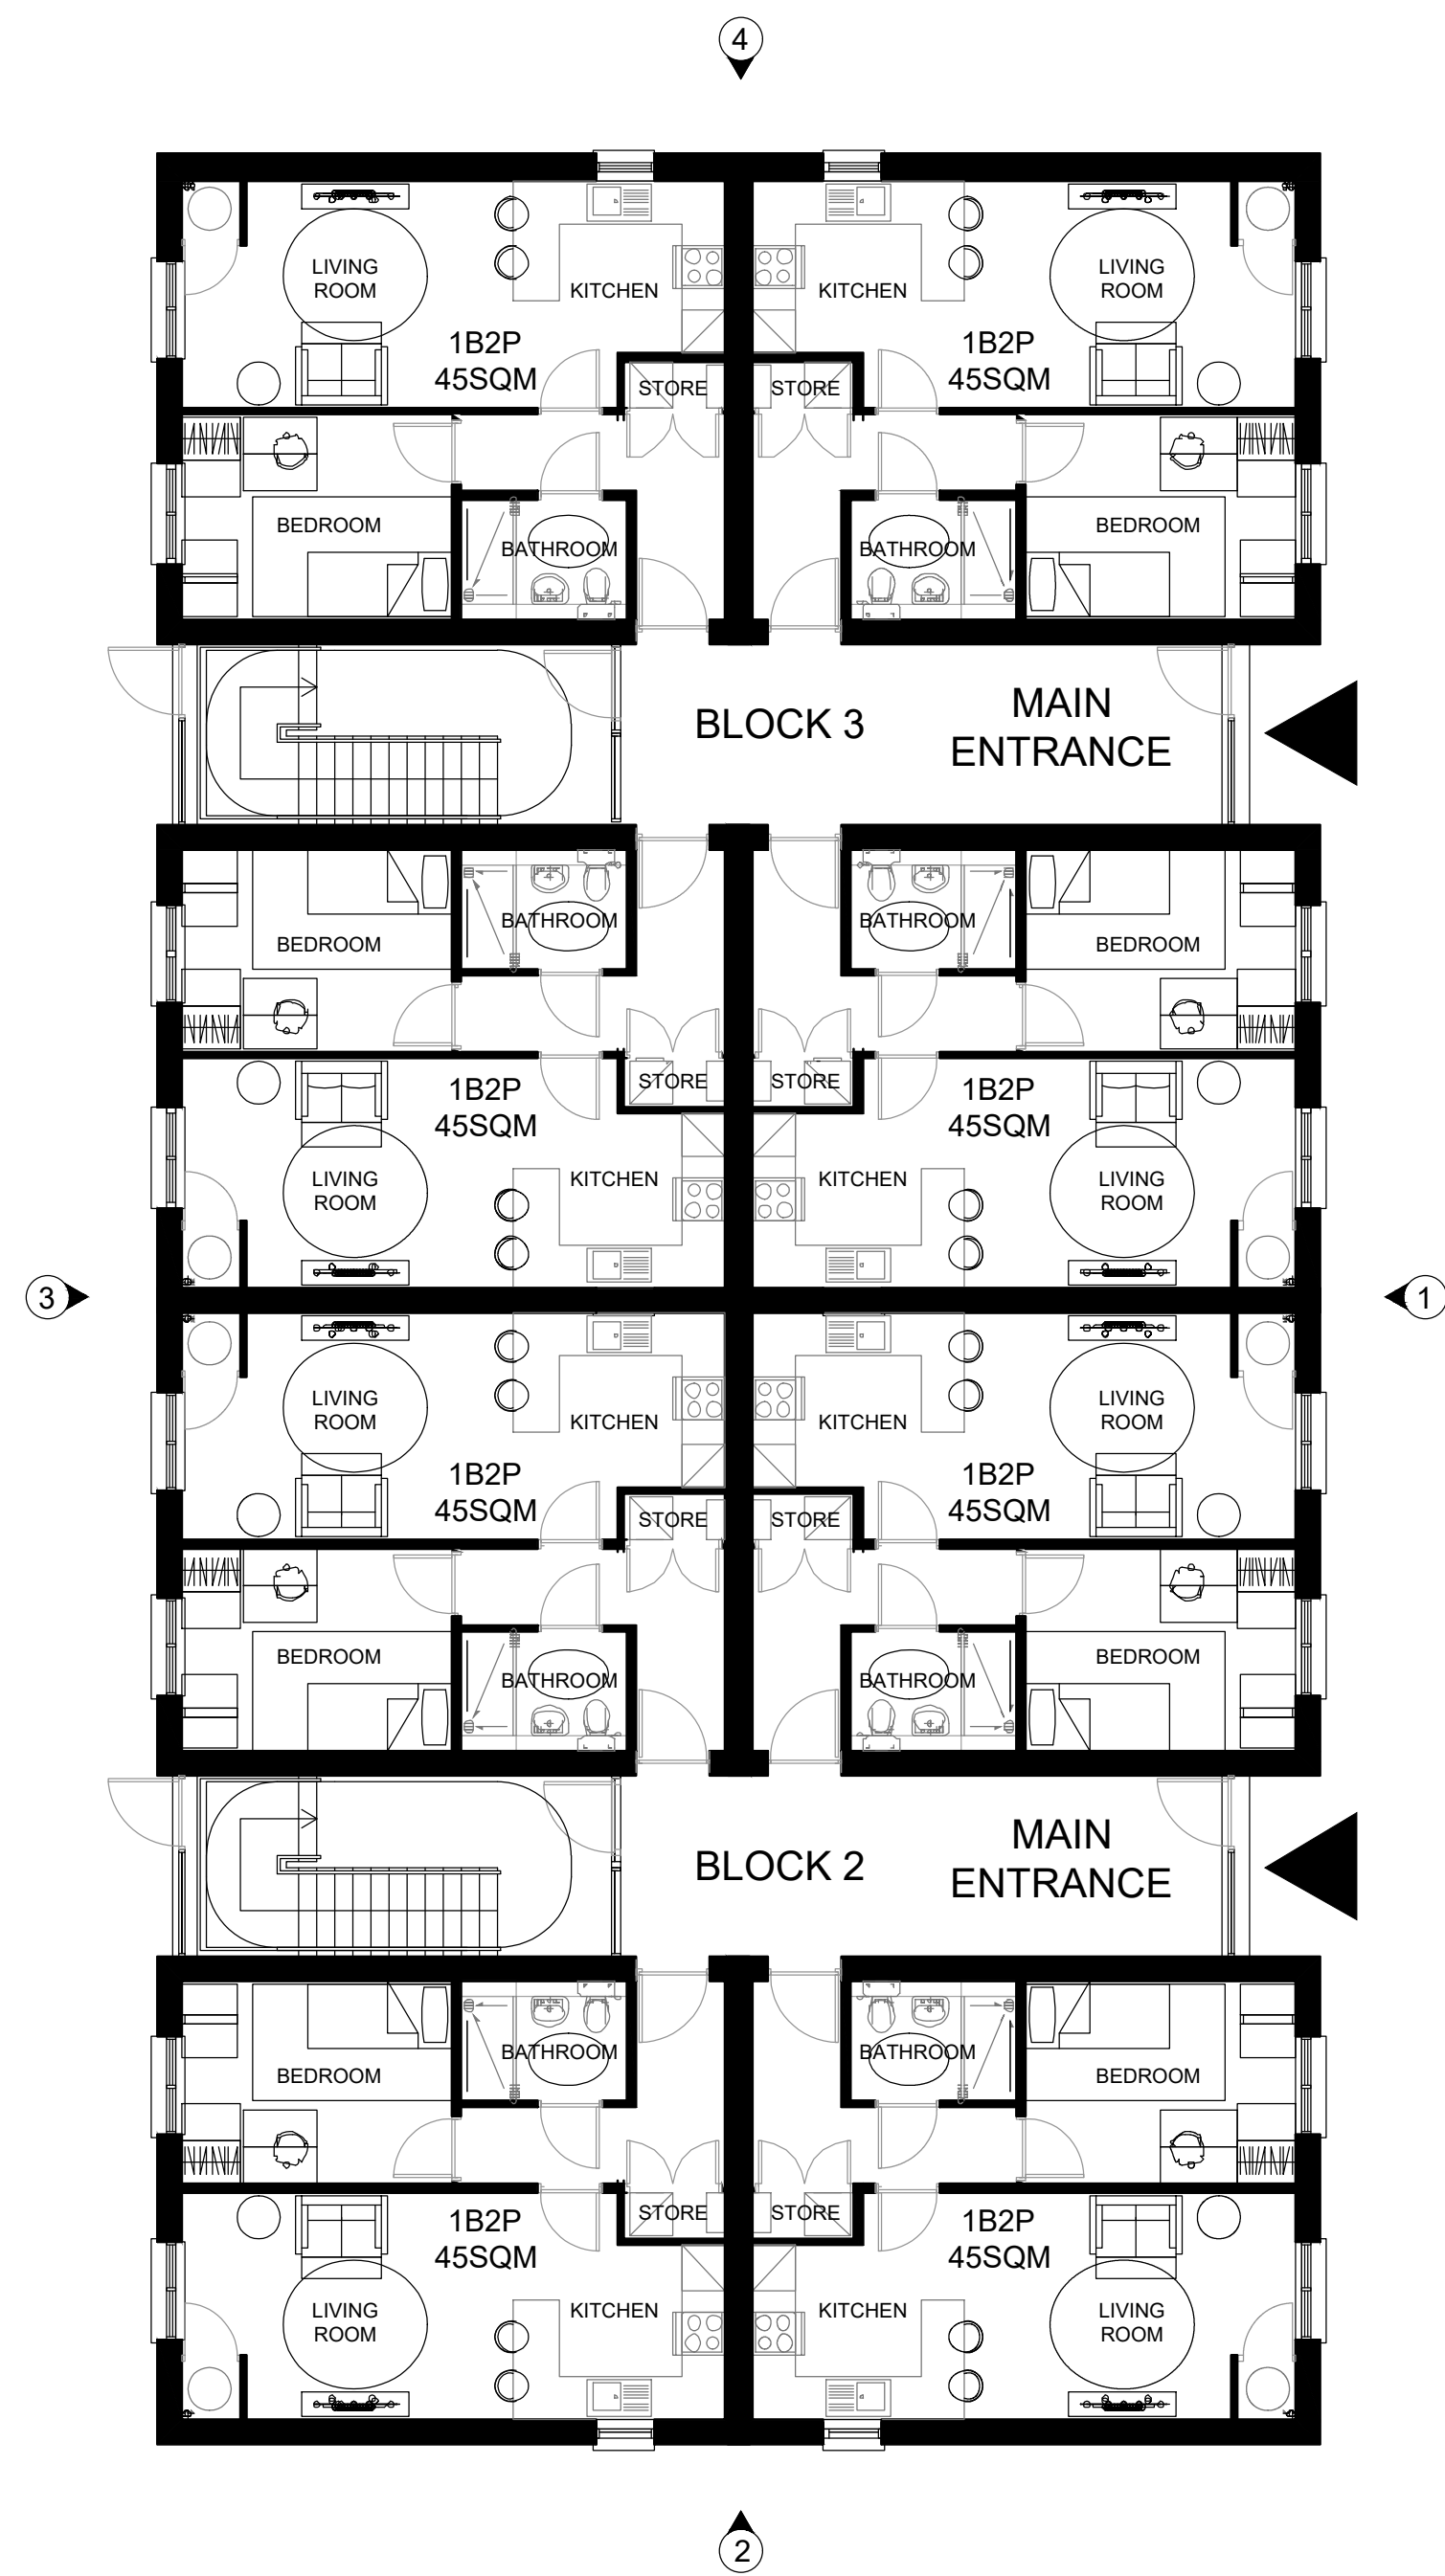 4
LIVING
ROOM
KITCHEN
1B2P
45SQM
STORE
BEDROOM
BATHROOM
KITCHEN
LIVING
ROOM
1B2P
45SQM
STORE
BATHROOM
BEDROOM
BLOCK 3
MAIN
ENTRANCE
BEDROOM
BATHROOM
1B2P
45SQM
STORE
LIVING
ROOM
KITCHEN
BATHROOM
BEDROOM
STORE
1B2P
45SQM
KITCHEN
LIVING
ROOM
3
1
LIVING
ROOM
KITCHEN
1B2P
45SQM
STORE
BEDROOM
BATHROOM
KITCHEN
LIVING
ROOM
1B2P
45SQM
STORE
BATHROOM
BEDROOM
BLOCK 2
MAIN
ENTRANCE
BEDROOM
BATHROOM
1B2P
45SQM
STORE
LIVING
ROOM
KITCHEN
BATHROOM
BEDROOM
STORE
1B2P
45SQM
KITCHEN
LIVING
ROOM
2